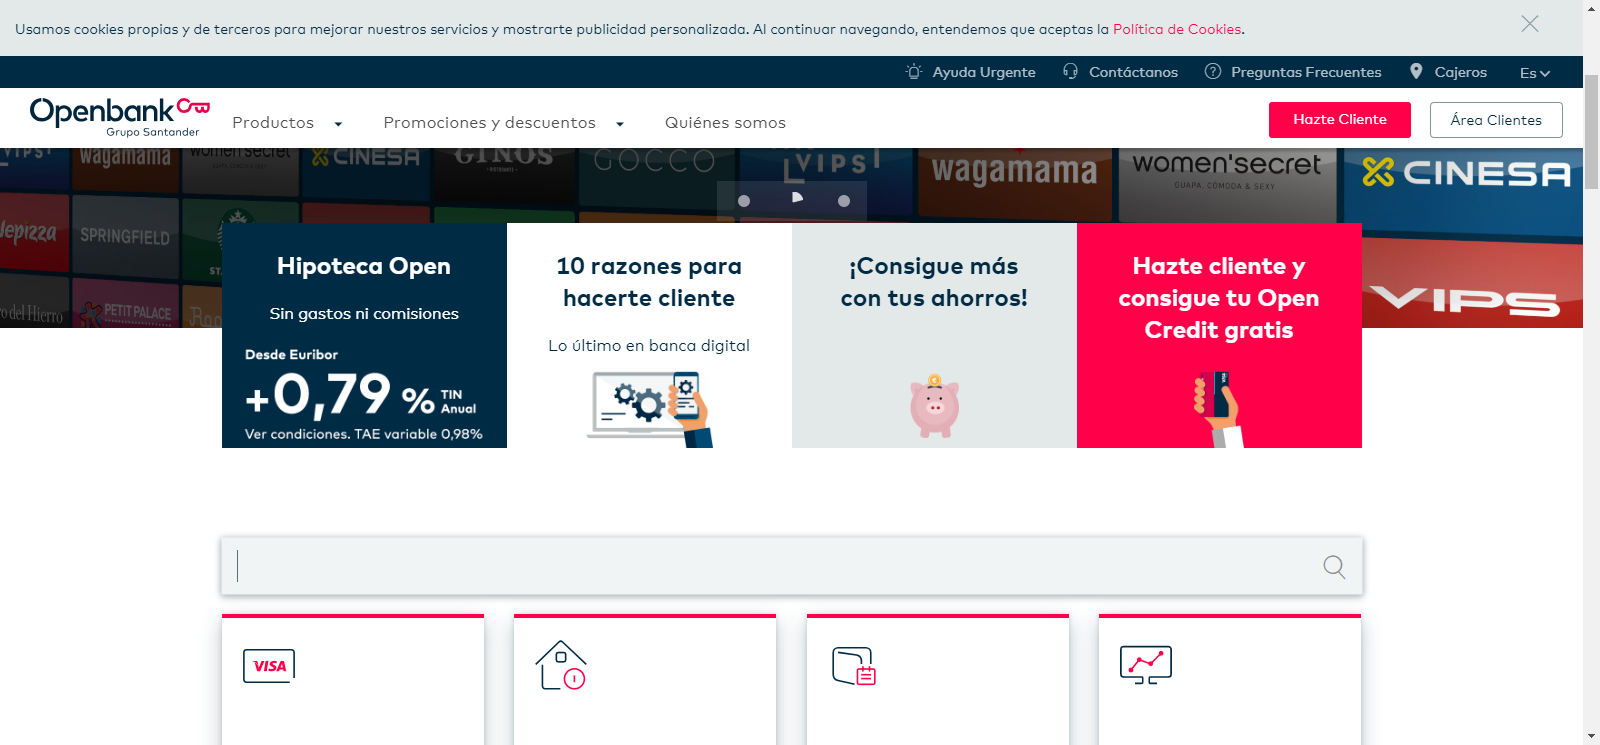 Usamos cookies propias y de terceros para mejorar nuestros servicios y mostrarte publicidad personalizada. Al continuar navegando, entendemos que aceptas la Política de Cookies.
Ayuda Urgente Contáctanos Preguntas Frecuentes Cajeros Es
Openbank
Grupo Santander
Productos Promociones y descuentos Quiénes somos Hazte Cliente Área Clientes
VIPS wagamama women'secret CINESA GINOS GOCCO VIPS wagamama women'secret CINESA
RISTORANTE GUAPA, CÓMODA & SEXY
lepizza SPRINGFIELD
PETIT PALACE VIPS
Hipoteca Open
Sin gastos ni comisiones
Desde Euribor
+0,79 % TIN Anual
Ver condiciones. TAE variable 0,98%
10 razones para
hacerte cliente
Lo último en banca digital
¡Consigue más
con tus ahorros!
€
Hazte cliente y
consigue tu Open
Credit gratis
VISA
VISA